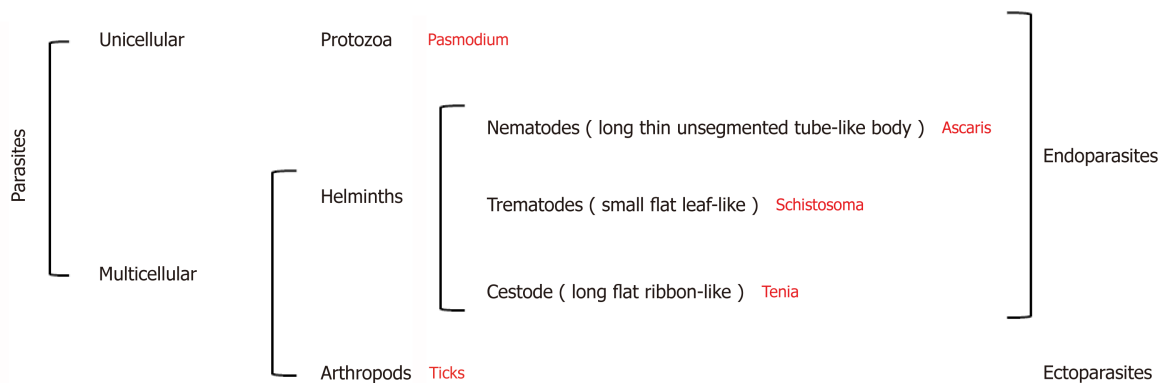 Parasites
Unicellular Protozoa Pasmodium
Nematodes ( long thin unsegmented tube-like body ) Ascaris
Endoparasites
Helminths
Trematodes ( small flat leaf-like ) Schistosoma
Multicellular
Cestode ( long flat ribbon-like ) Tenia
Arthropods Ticks Ectoparasites